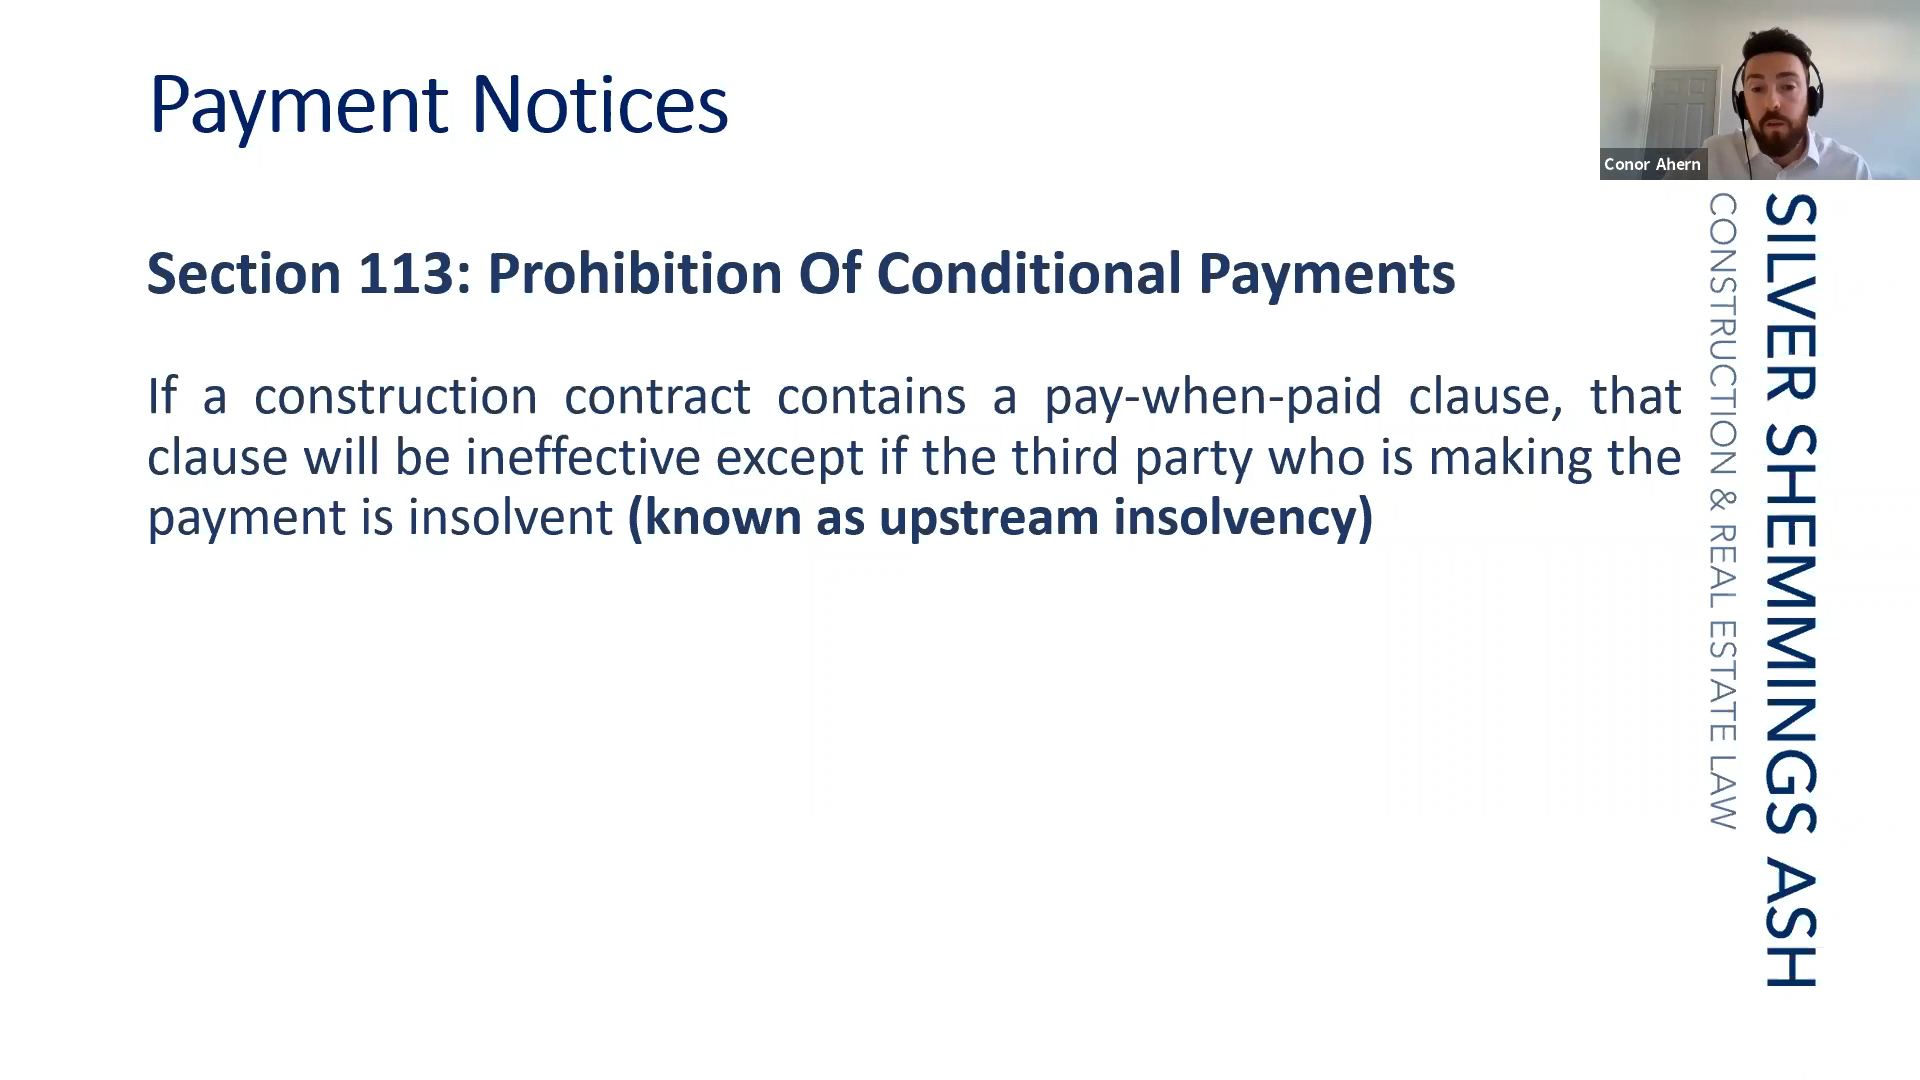 Payment Notices
Conor Ahern
Section 113: Prohibition Of Conditional Payments
If a construction contract contains a pay-when-paid clause, that
clause will be ineffective except if the third party who is making the
payment is insolvent (known as upstream insolvency)
SILVER SHEMMINGS ASH
CONSTRUCTION & REAL ESTATE LAW